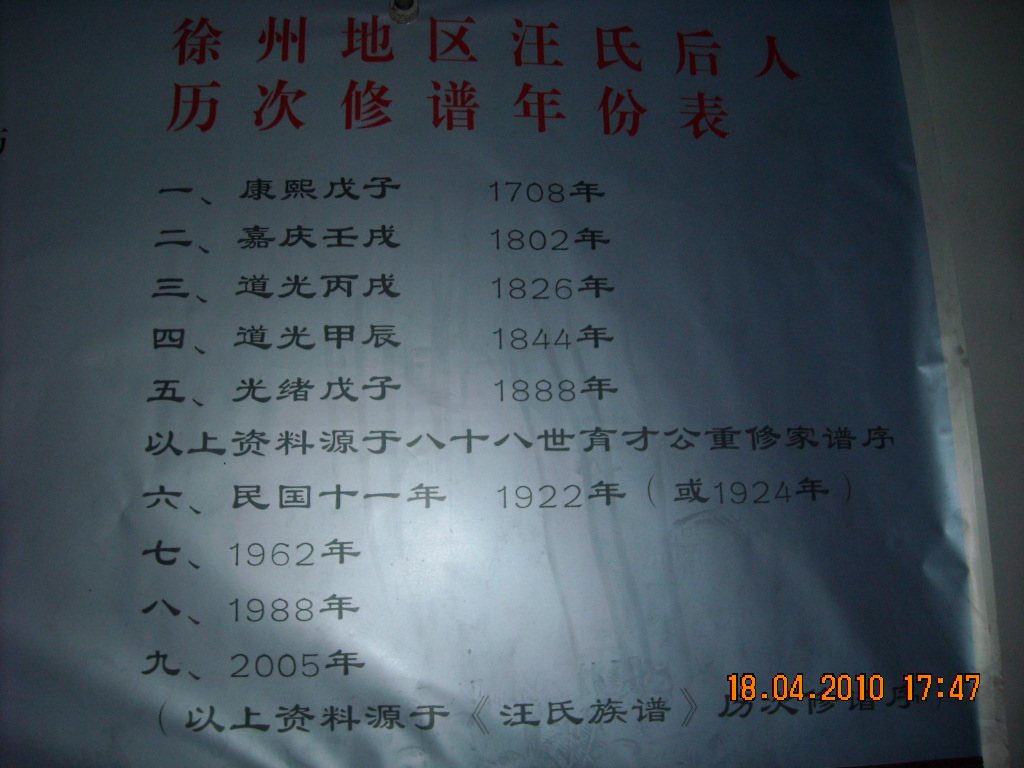 徐州地区汪氏后人
历次修谱年份表
一、康熙戊子 1708年
二、嘉庆壬戌 1802年
三、道光丙戌 1826年
四、道光甲辰 1844年
五、光绪戊子 1888年
以上资料源于八十八世育才公重修家谱序
六、民国十一年 1922年（或1924年）
七、1962年
八、1988年
九、2005年
（以上资料源于《汪氏族谱》历次修谱序）
18.04.2010 17:47